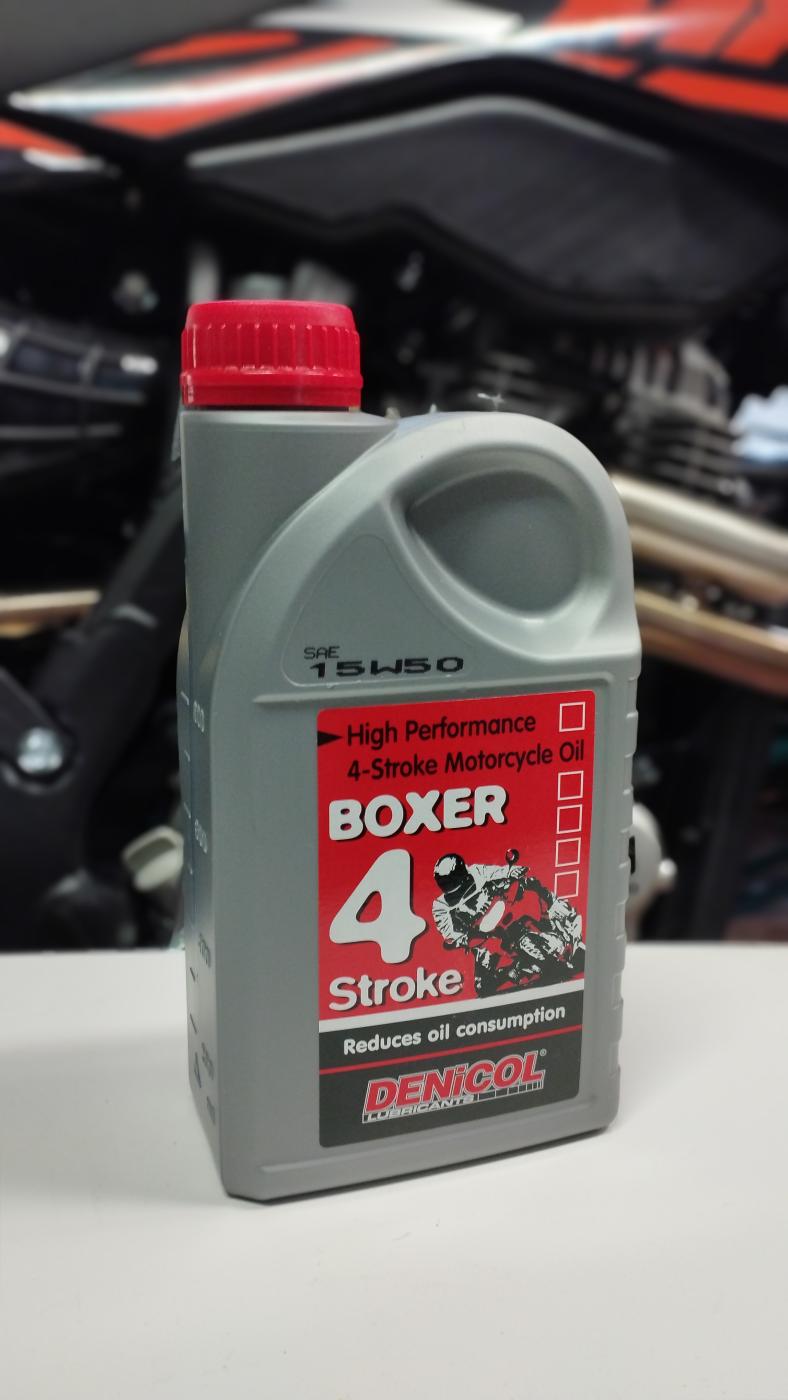 SAE
15W50
High Performance
4-Stroke Motorcycle Oil
BOXER
4
Stroke
Reduces oil consumption
DENiCOL®
LUBRICANTS